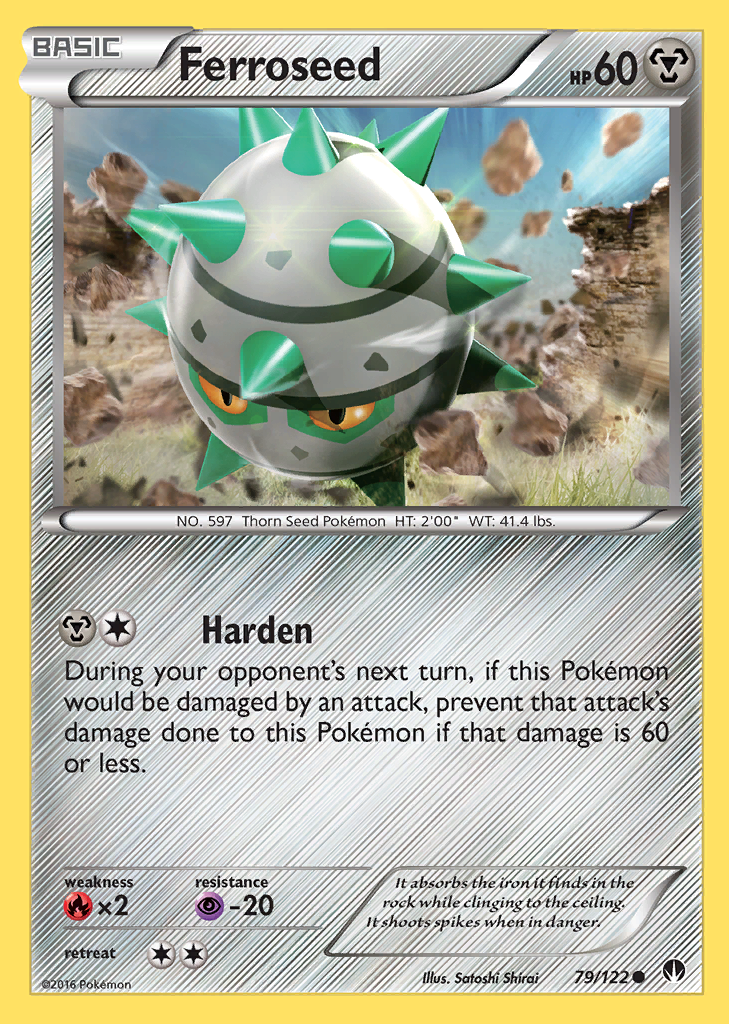 BASIC
Ferroseed
HP60
NO. 597 Thorn Seed Pokémon HT: 2'00" WT: 41.4 lbs.
Harden
During your opponent's next turn, if this Pokémon
would be damaged by an attack, prevent that attack's
damage done to this Pokémon if that damage is 60
or less.
weakness
×2
resistance
-20
It absorbs the iron it finds in the
rock while clinging to the ceiling.
It shoots spikes when in danger.
retreat
Illus. Satoshi Shirai
79/122
©2016 Pokémon